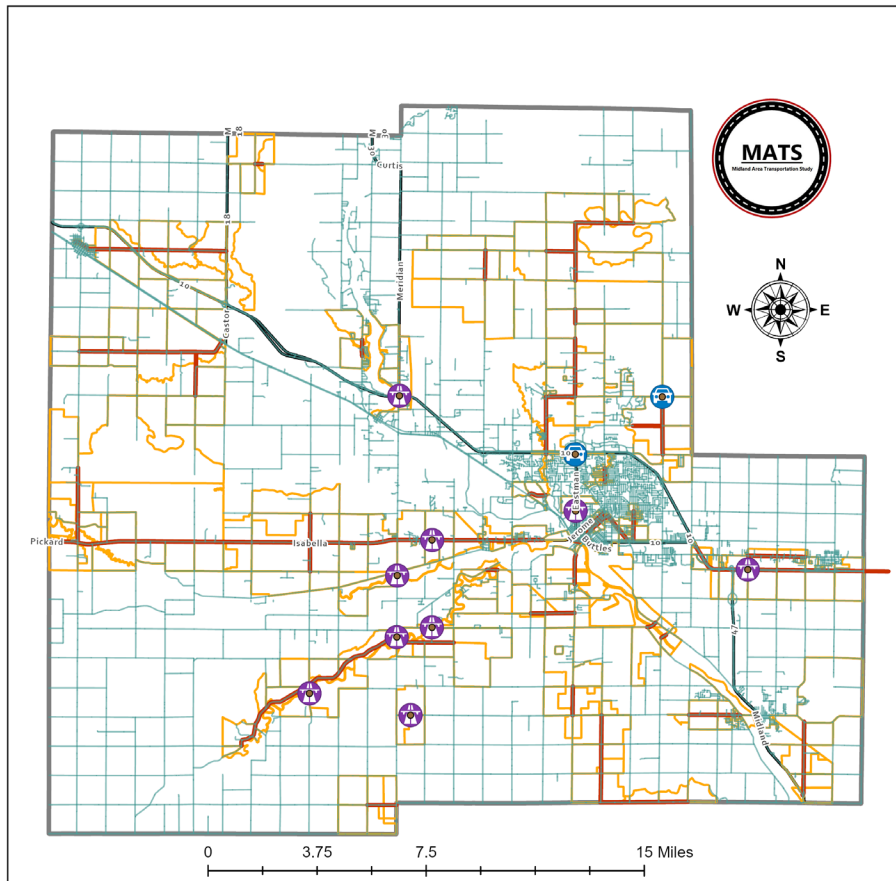 M
18
M
30
M30
Curtis
MATS
Midland Area Transportation Study
18
N
W E
S
10
Meridian
Castor
10
Eastman
Jerome
Pickard
Isabella
Buttles
10
10
47
Midland
0 3.75 7.5 15 Miles